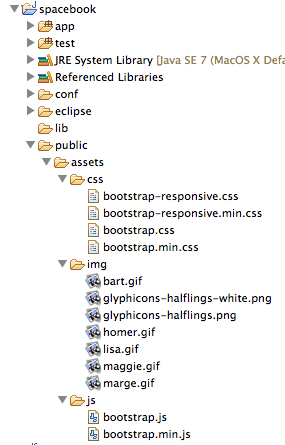 spacebook
app
test
JRE System Library [Java SE 7 (MacOS X Defa
Referenced Libraries
conf
eclipse
lib
public
assets
css
bootstrap-responsive.css
bootstrap-responsive.min.css
bootstrap.css
bootstrap.min.css
img
bart.gif
glyphicons-halflings-white.png
glyphicons-halflings.png
homer.gif
lisa.gif
maggie.gif
marge.gif
js
bootstrap.js
bootstrap.min.js